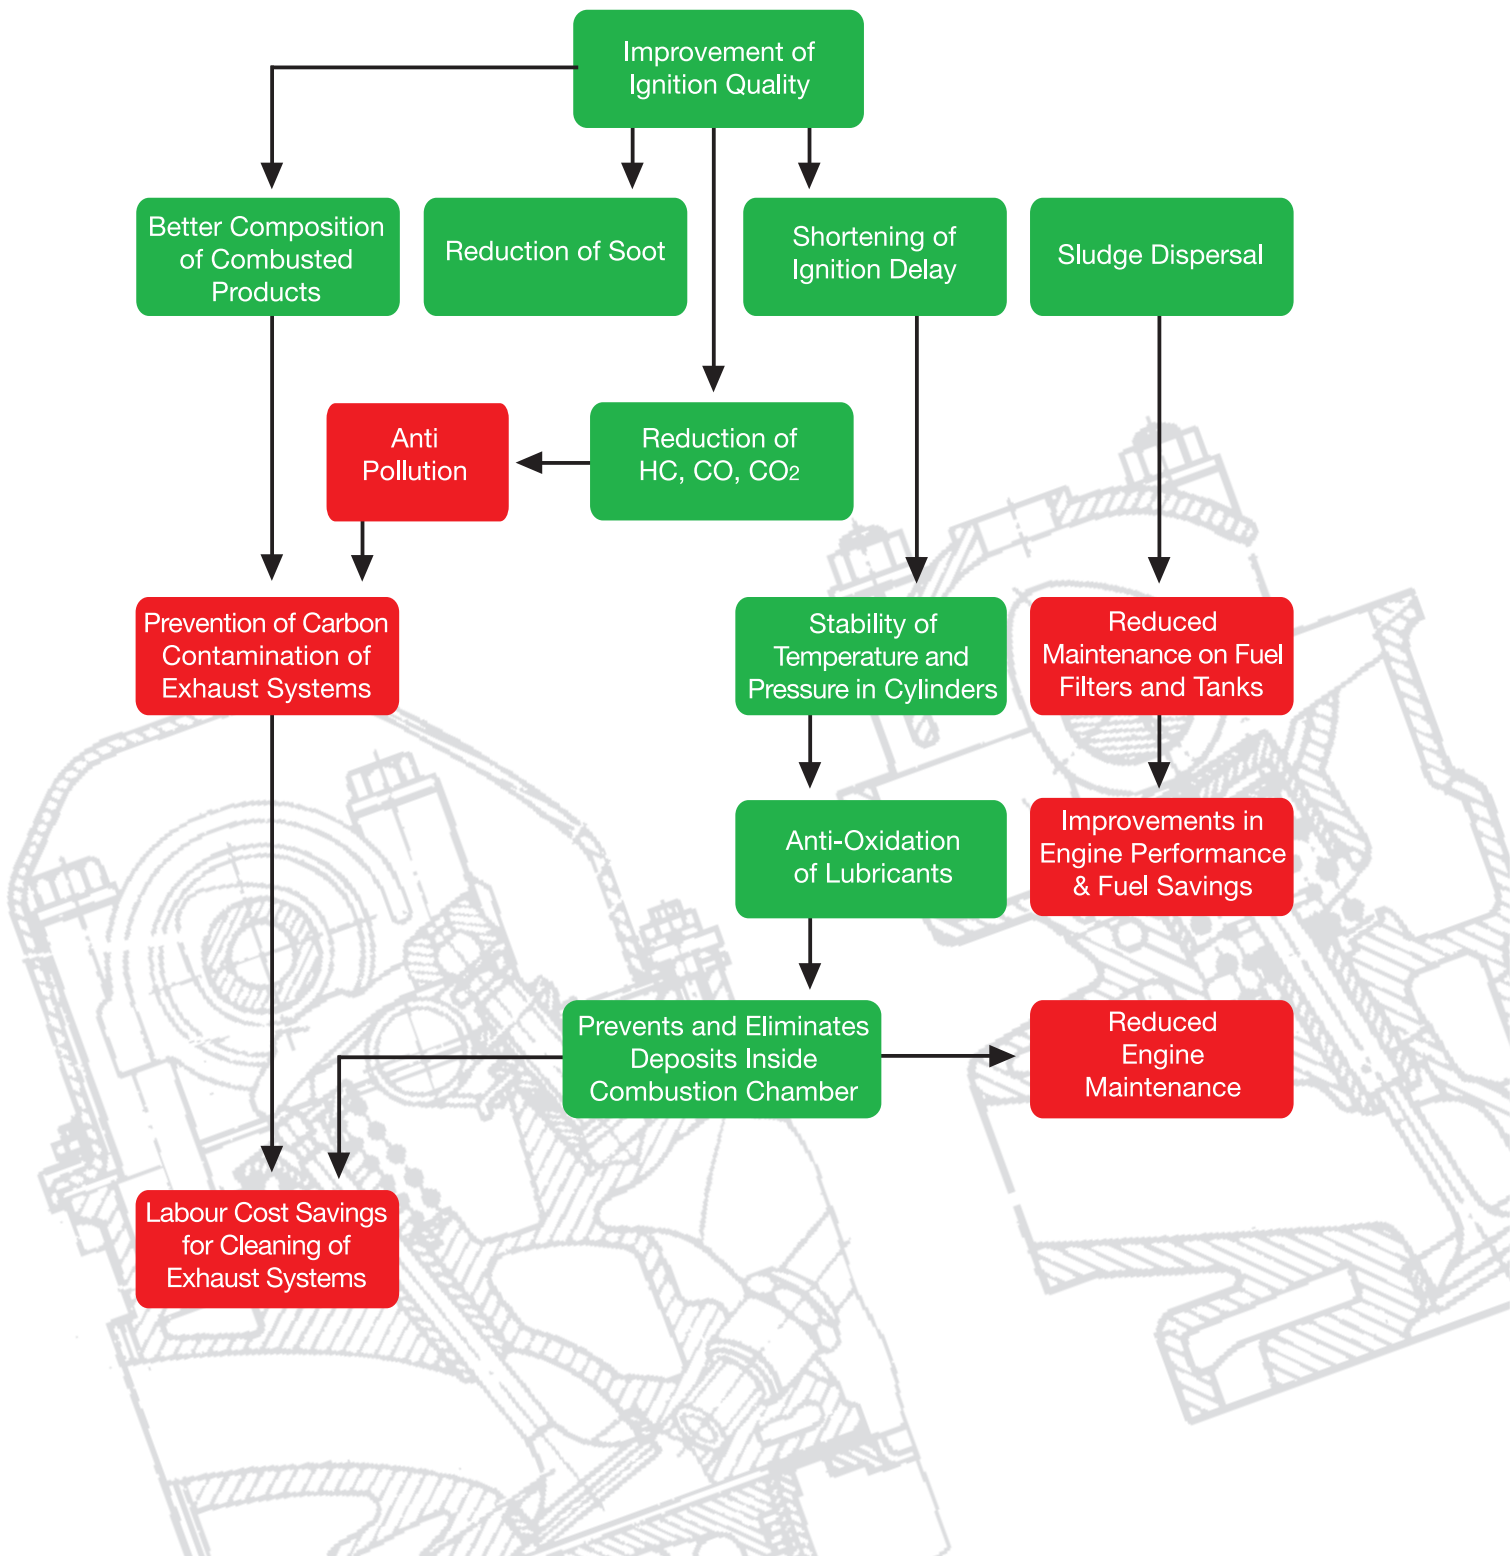 Improvement of
Ignition Quality
Better Composition
of Combusted
Products
Reduction of Soot
Shortening of
Ignition Delay
Sludge Dispersal
Anti
Pollution
Reduction of
HC, CO, CO2
Prevention of Carbon
Contamination of
Exhaust Systems
Stability of
Temperature and
Pressure in Cylinders
Reduced
Maintenance on Fuel
Filters and Tanks
Anti-Oxidation
of Lubricants
Improvements in
Engine Performance
& Fuel Savings
Prevents and Eliminates
Deposits Inside
Combustion Chamber
Reduced
Engine
Maintenance
Labour Cost Savings
for Cleaning of
Exhaust Systems